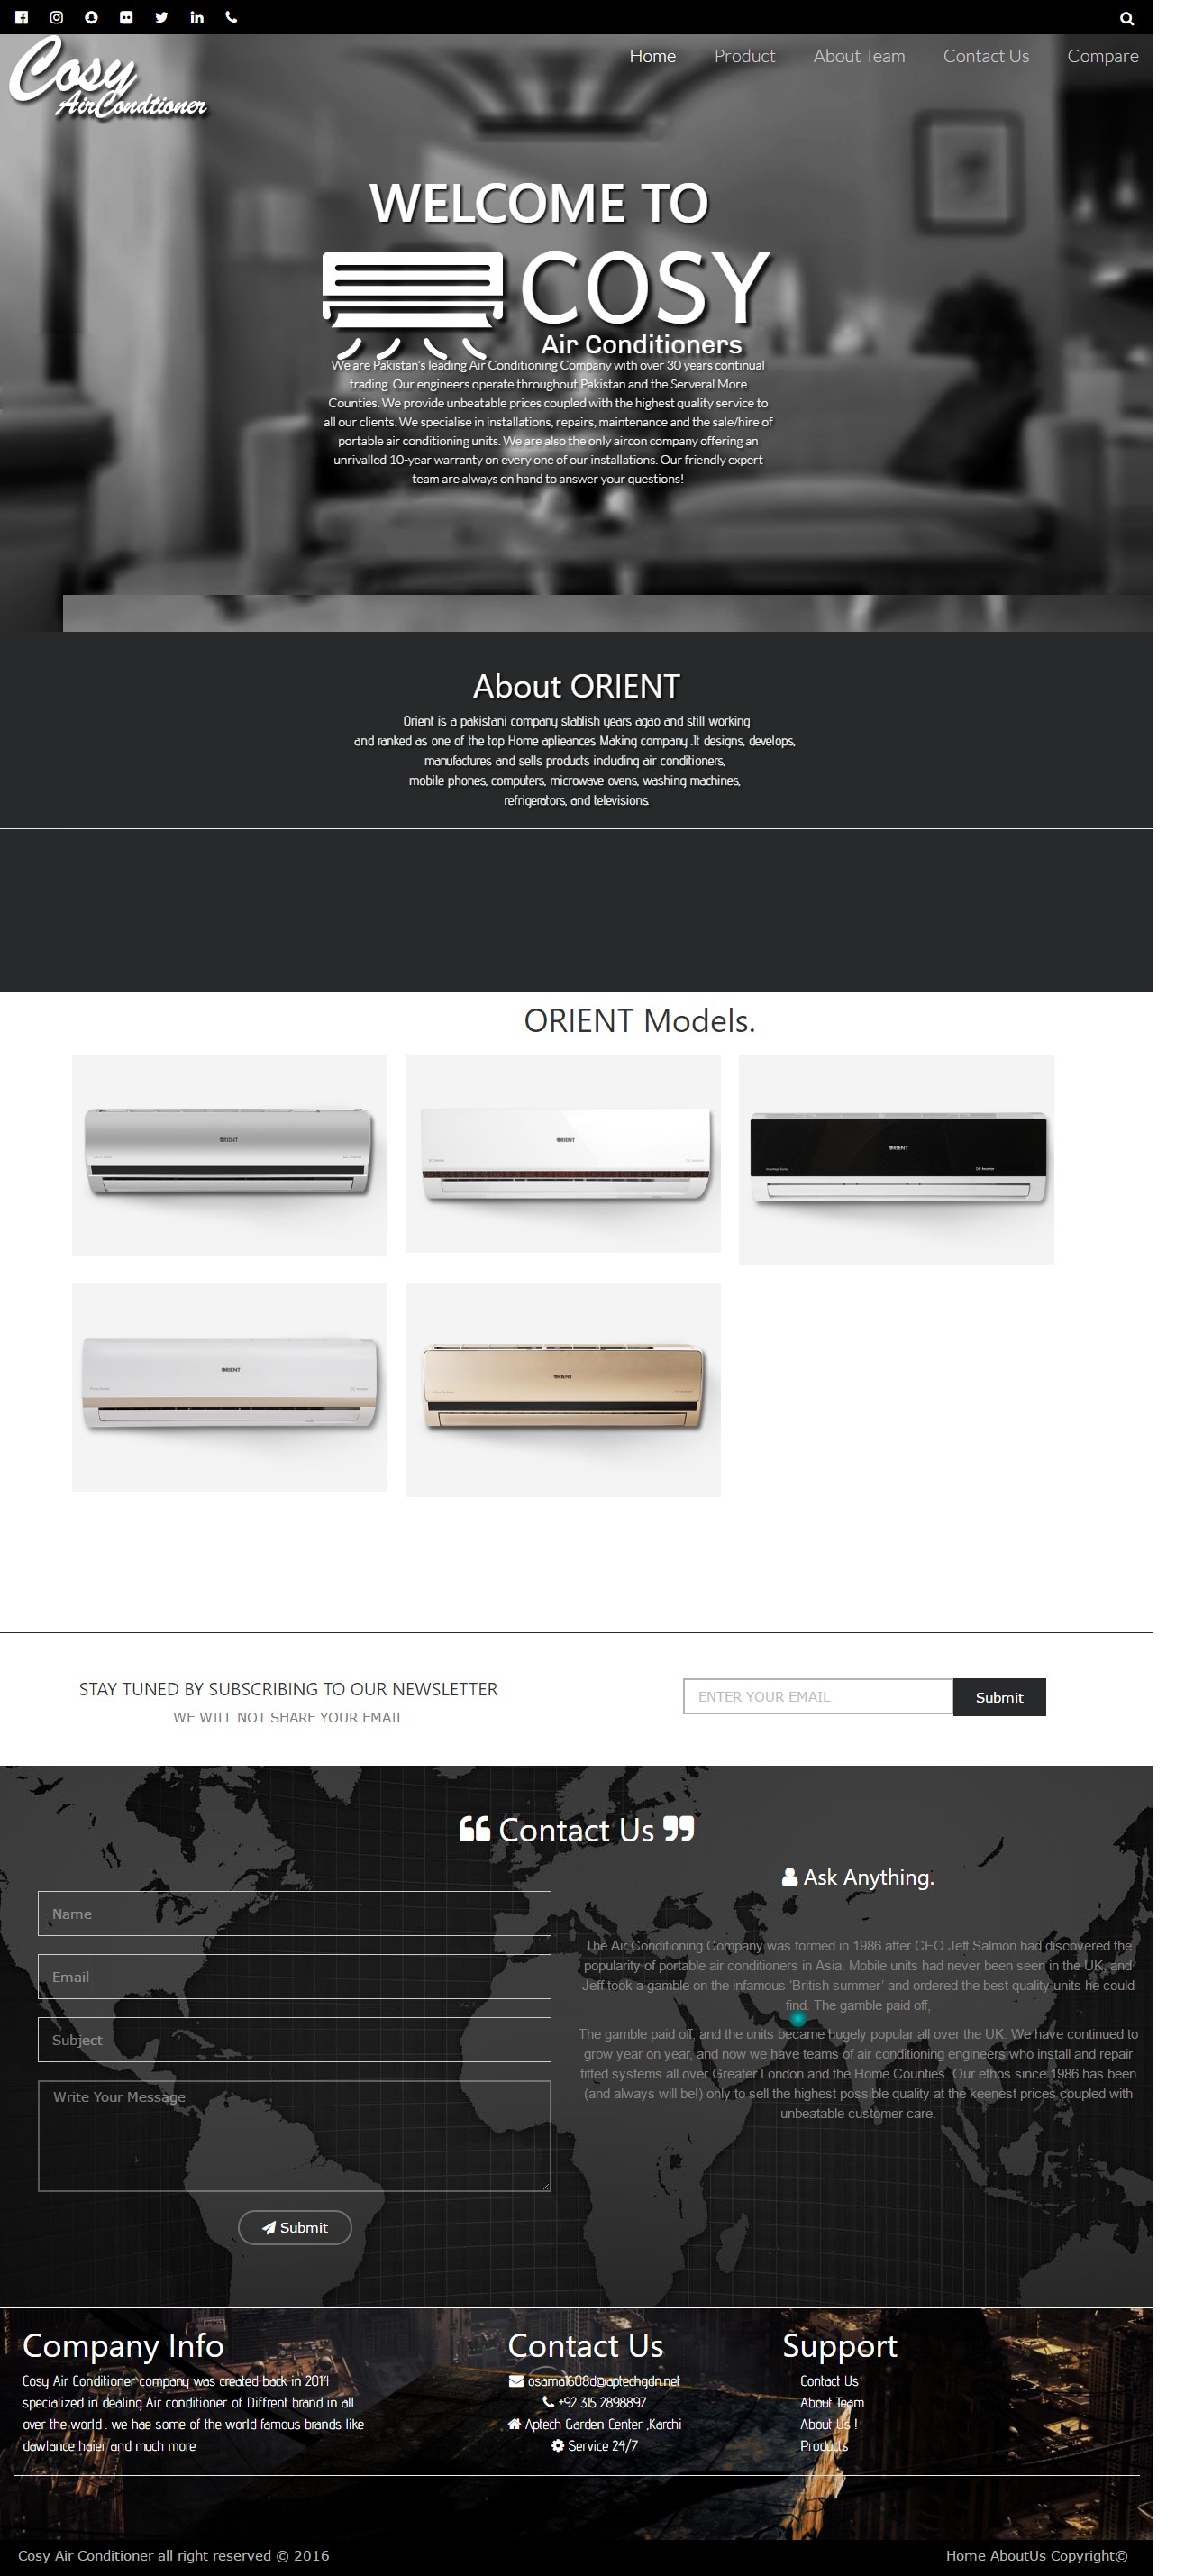 Cosy
AirCondtioner
Home Product About Team Contact Us Compare
WELCOME TO
COSY
Air Conditioners
We are Pakistan's leading Air Conditioning Company with over 30 years continual
trading. Our engineers operate throughout Pakistan and the Serveral More
Counties. We provide unbeatable prices coupled with the highest quality service to
all our clients. We specialise in installations, repairs, maintenance and the sale/hire of
portable air conditioning units. We are also the only aircon company offering an
unrivalled 10-year warranty on every one of our installations. Our friendly expert
team are always on hand to answer your questions!
About ORIENT
Orient is a pakistani company stablish years agao and still working
and ranked as one of the top Home aplieances Making company .It designs, develops,
manufactures and sells products including air conditioners,
mobile phones, computers, microwave ovens, washing machines,
refrigerators, and televisions.
ORIENT Models.
ORIENT
ORIENT
ORIENT
DC Inverter
ORIENT
ORIENT
STAY TUNED BY SUBSCRIBING TO OUR NEWSLETTER
WE WILL NOT SHARE YOUR EMAIL
ENTER YOUR EMAIL
Submit
Contact Us
Ask Anything.
Name
Email
Subject
Write Your Message
Submit
The Air Conditioning Company was formed in 1986 after CEO Jeff Salmon had discovered the
popularity of portable air conditioners in Asia. Mobile units had never been seen in the UK, and
Jeff took a gamble on the infamous 'British summer' and ordered the best quality units he could
find. The gamble paid off,
The gamble paid off, and the units became hugely popular all over the UK. We have continued to
grow year on year, and now we have teams of air conditioning engineers who install and repair
fitted systems all over Greater London and the Home Counties. Our ethos since 1986 has been
(and always will be!) only to sell the highest possible quality at the keenest prices coupled with
unbeatable customer care.
Company Info
Cosy Air Conditioner company was created back in 2014
specialized in dealing Air conditioner of Diffrent brand in all
over the world . we hae some of the world famous brands like
dawlance haier and much more
Contact Us
osama1608d@aptechgdn.net
+92 315 2898897
Aptech Garden Center ,Karchi
Service 24/7
Support
Contact Us
About Team
About Us !
Products
Cosy Air Conditioner all right reserved © 2016
Home AboutUs Copyright©